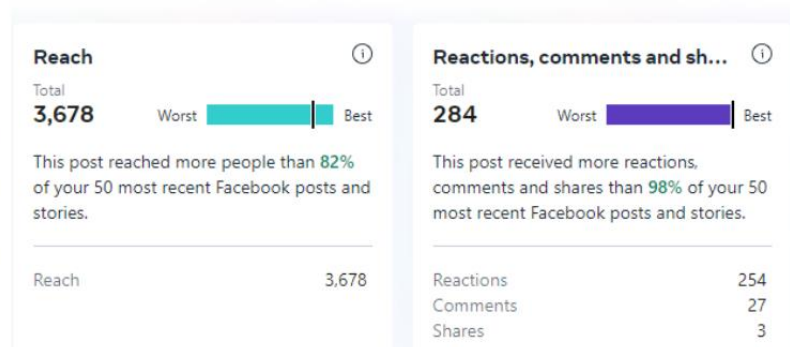 Reach
Total
3,678
Worst
Best
This post reached more people than 82%
of your 50 most recent Facebook posts and
stories.
Reach 3,678
Reactions, comments and sh...
Total
284
Worst
Best
This post received more reactions,
comments and shares than 98% of your 50
most recent Facebook posts and stories.
Reactions 254
Comments 27
Shares 3